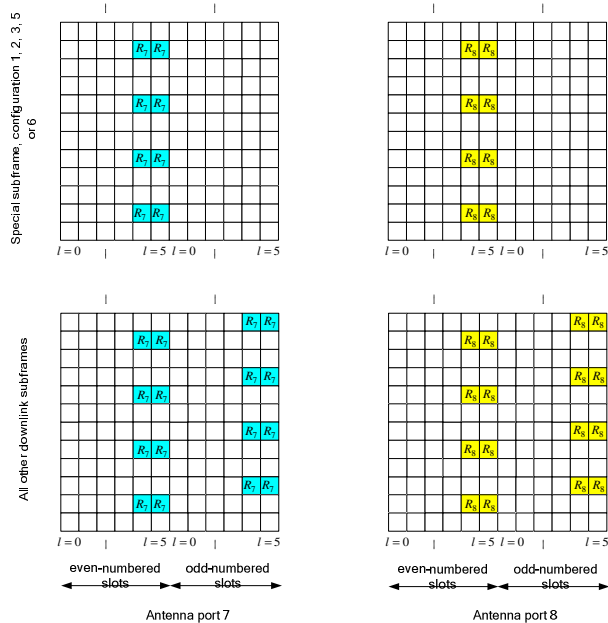 Special subframe, configuration 1, 2, 3, 5
or 6
R7 R7 R8 R8
R7 R7 R8 R8
R7 R7 R8 R8
R7 R7 R8 R8
l = 0 l = 5 l = 0 l = 5 l = 0 l = 5 l = 0 l = 5
All other downlink subframes
R7 R7 R8 R8
R7 R7 R8 R8
R7 R7 R8 R8
R7 R7 R8 R8
R7 R7 R8 R8
R7 R7 R8 R8
R7 R7 R8 R8
R7 R7 R8 R8
l = 0 l = 5 l = 0 l = 5 l = 0 l = 5 l = 0 l = 5
even-numbered slots odd-numbered slots even-numbered slots odd-numbered slots
Antenna port 7 Antenna port 8